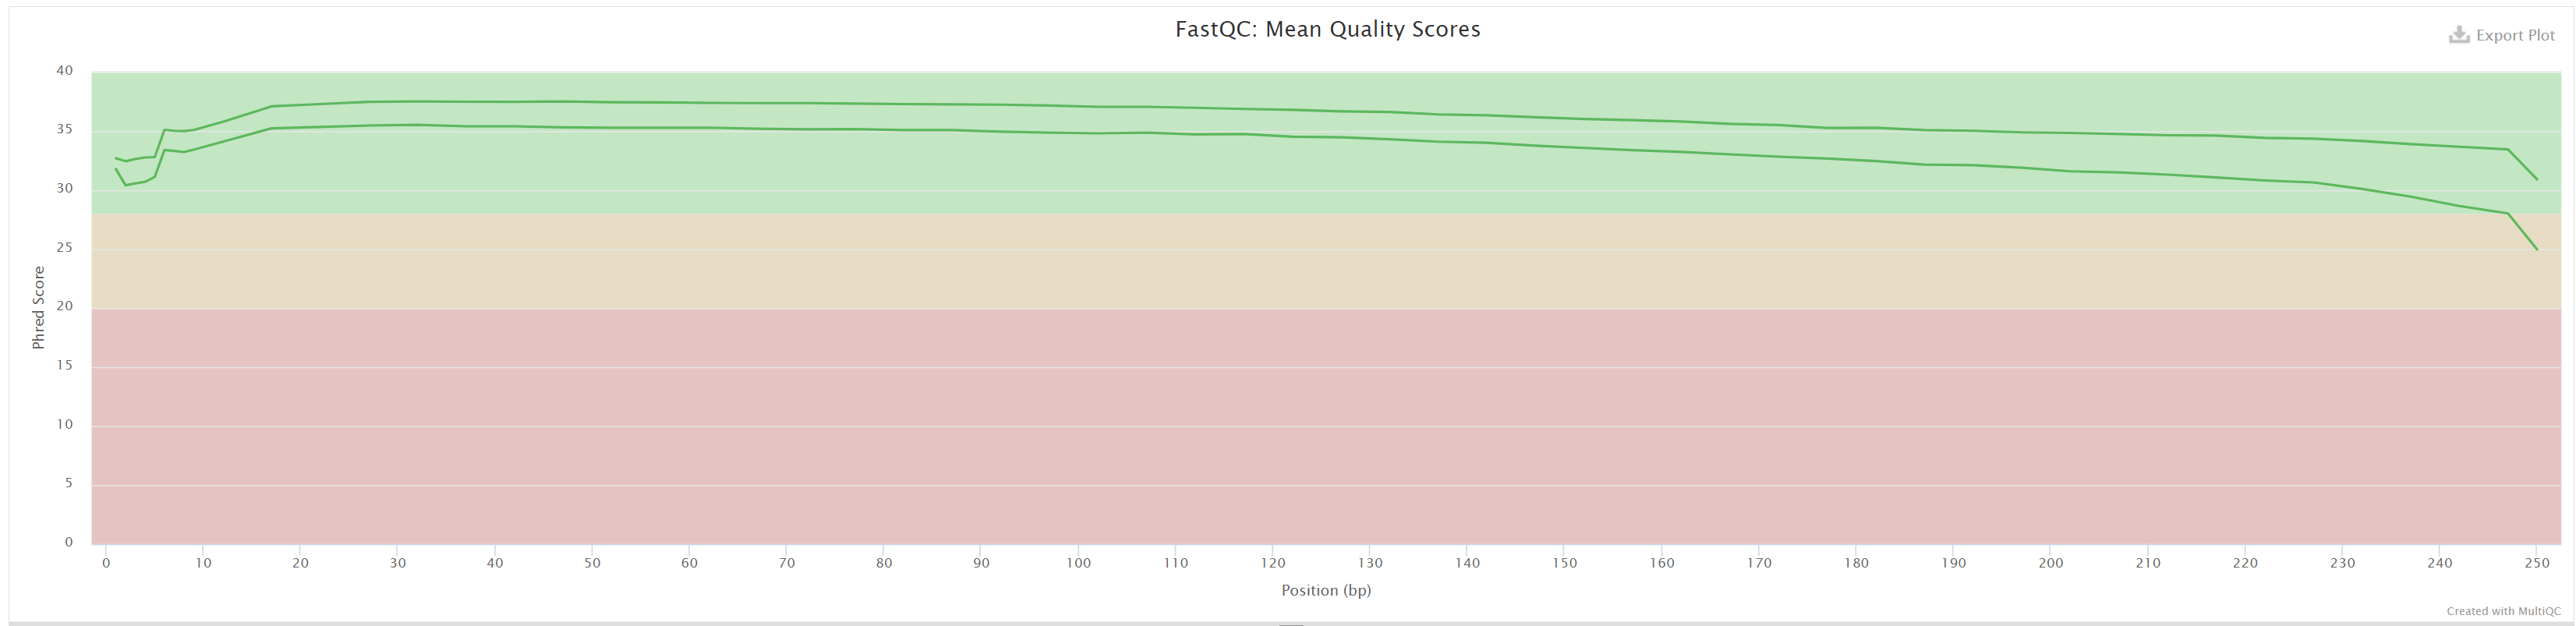 FastQC: Mean Quality Scores
Export Plot
40
35
30
25
20
15
10
5
0
Phred Score
0 10 20 30 40 50 60 70 80 90 100 110 120 130 140 150 160 170 180 190 200 210 220 230 240 250
Position (bp)
Created with MultiQC